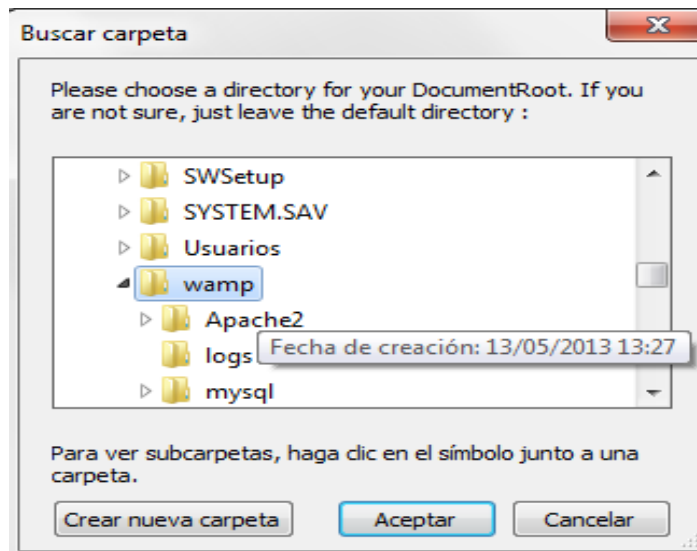 Buscar carpeta
Please choose a directory for your DocumentRoot. If you
are not sure, just leave the default directory :
SWSetup
SYSTEM.SAV
Usuarios
wamp
Apache2
logs
Fecha de creación: 13/05/2013 13:27
mysql
Para ver subcarpetas, haga clic en el símbolo junto a una
carpeta.
Crear nueva carpeta
Aceptar
Cancelar